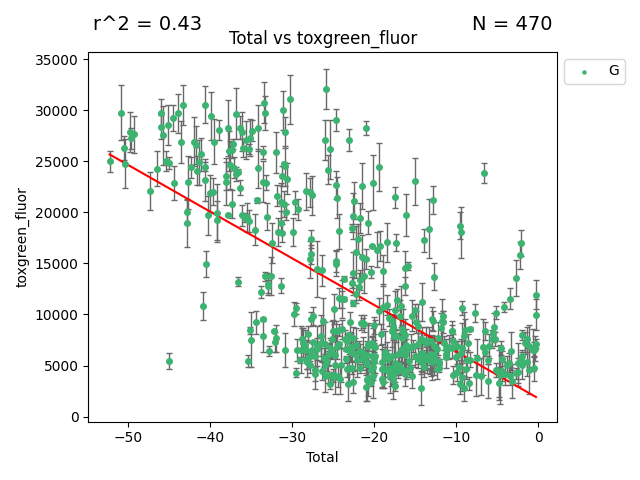 r^2 = 0.43
N = 470
Total vs toxgreen_fluor
G
35000
30000
25000
20000
15000
10000
5000
0
toxgreen_fluor
−50
−40
−30
−20
−10
0
Total